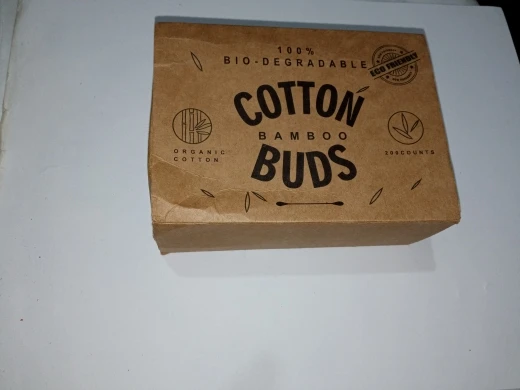 100%
BIO-DEGRADABLE
ECO FRIENDLY
COTTON
BAMBOO
BUDS
ORGANIC
COTTON
200COUNTS